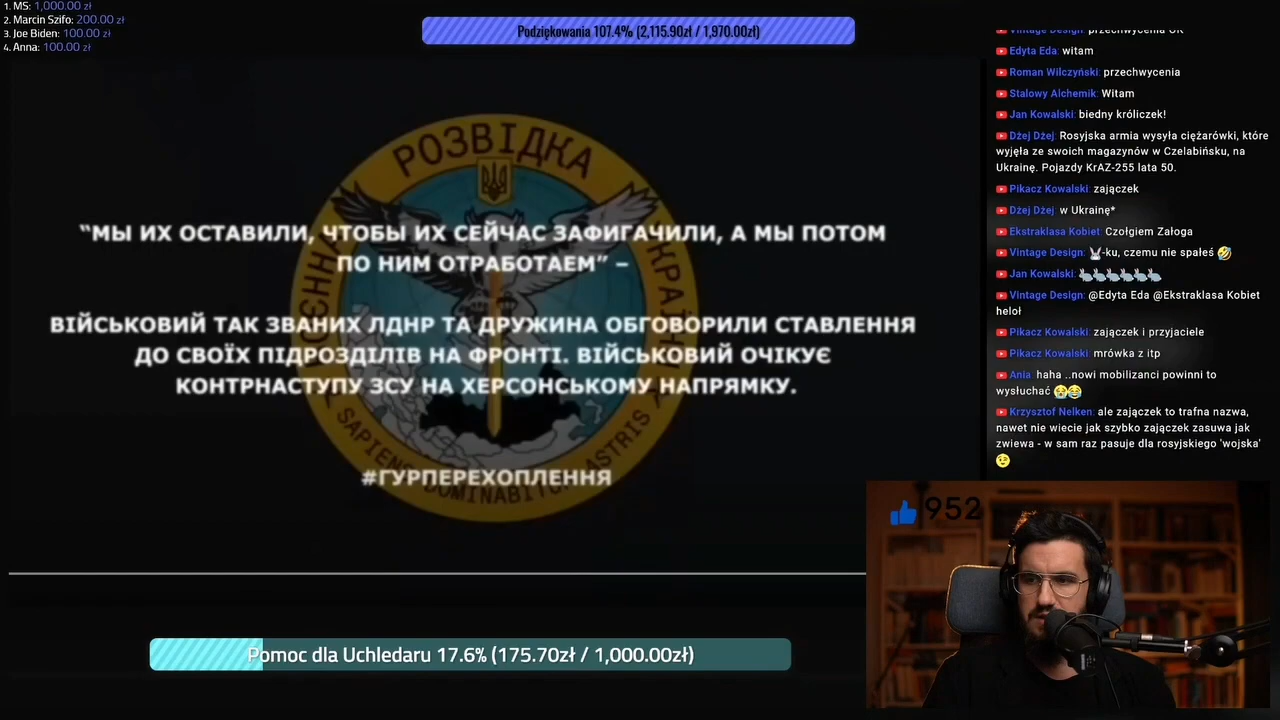 1. MS: 1,000.00 zł
2. Marcin Szifo: 200.00 zł
3. Joe Biden: 100.00 zł
4. Anna: 100.00 zł
Podziękowania 107.4% (2,115.90zł / 1,970.00zł)
РОЗВІДКА
“МЫ ИХ ОСТАВИЛИ, ЧТОБЫ ИХ СЕЙЧАС ЗАФИГАЧИЛИ, А МЫ ПОТОМ
ПО НИМ ОТРАБОТАЕМ” –
ВІЙСЬКОВИЙ ТАК ЗВАНИХ ЛДНР ТА ДРУЖИНА ОБГОВОРИЛИ СТАВЛЕННЯ
ДО СВОЇХ ПІДРОЗДІЛІВ НА ФРОНТІ. ВІЙСЬКОВИЙ ОЧІКУЄ
КОНТРНАСТУПУ ЗСУ НА ХЕРСОНСЬКОМУ НАПРЯМКУ.
#ГУРПЕРЕХОПЛЕННЯ
Pomoc dla Uchledaru 17.6% (175.70zł / 1,000.00zł)
Vintage Design: przechwycenia OK
Edyta Eda: witam
Roman Wilczyński: przechwycenia
Stalowy Alchemik: Witam
Jan Kowalski: biedny króliczek!
Dżej Dżej: Rosyjska armia wysyła ciężarówki, które
wyjęła ze swoich magazynów w Czelabińsku, na
Ukrainę. Pojazdy KrAZ-255 lata 50.
Pikacz Kowalski: zajączek
Dżej Dżej: w Ukrainę*
Ekstraklasa Kobiet: Czołgiem Załoga
Vintage Design: 🐰-ku, czemu nie spałeś 🤣
Jan Kowalski: 🐇🐇🐇🐇🐇🐇
Vintage Design: @Edyta Eda @Ekstraklasa Kobiet
heloł
Pikacz Kowalski: zajączek i przyjaciele
Pikacz Kowalski: mrówka z itp
Ania: haha ..nowi mobilizanci powinni to
wysłuchać 😭😂
Krzysztof Nelken: ale zajączek to trafna nazwa,
nawet nie wiecie jak szybko zajączek zasuwa jak
zwiewa - w sam raz pasuje dla rosyjskiego 'wojska'
😉
952